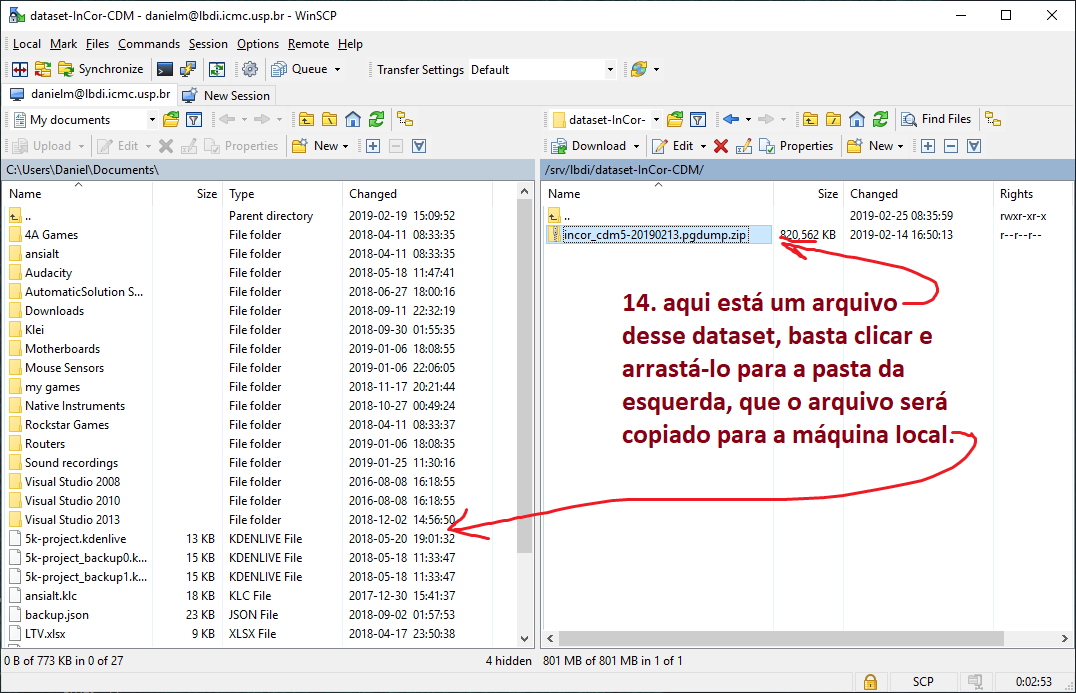 dataset-InCor-CDM - danielm@lbdi.icmc.usp.br - WinSCP
Local Mark Files Commands Session Options Remote Help
Synchronize Queue Transfer Settings Default
danielm@lbdi.icmc.usp.br New Session
My documents
dataset-InCor- Find Files
Upload Edit Properties New
Download Edit Properties New
C:\Users\Daniel\Documents\
Name Size Type Changed
.. Parent directory 2019-02-19 15:09:52
4A Games File folder 2018-04-11 08:33:35
ansialt File folder 2018-04-11 08:33:35
Audacity File folder 2018-05-18 11:47:41
AutomaticSolution S... File folder 2018-06-27 18:00:16
Downloads File folder 2018-09-11 22:32:19
Klei File folder 2018-09-30 01:55:35
Motherboards File folder 2019-01-06 18:08:55
Mouse Sensors File folder 2019-01-06 22:06:05
my games File folder 2018-11-17 20:21:44
Native Instruments File folder 2018-10-27 00:49:24
Rockstar Games File folder 2018-04-11 08:33:37
Routers File folder 2019-01-06 18:08:35
Sound recordings File folder 2019-01-25 11:30:16
Visual Studio 2008 File folder 2016-08-08 16:18:55
Visual Studio 2010 File folder 2016-08-08 16:18:55
Visual Studio 2013 File folder 2018-12-02 14:56:50
5k-project.kdenlive 13 KB KDENLIVE File 2018-05-20 19:01:32
5k-project_backup0.k... 15 KB KDENLIVE File 2018-05-18 11:33:47
5k-project_backup1.k... 15 KB KDENLIVE File 2018-05-18 11:33:47
ansialt.klc 18 KB KLC File 2017-12-30 15:41:37
backup.json 23 KB JSON File 2018-09-02 01:57:53
LTV.xlsx 9 KB XLSX File 2018-04-17 23:50:38
0 B of 773 KB in 0 of 27 4 hidden
/srv/lbdi/dataset-InCor-CDM/
Name Size Changed Rights
.. 2019-02-25 08:35:59 rwxr-xr-x
incor_cdm5-20190213.pgdump.zip 820.562 KB 2019-02-14 16:50:13 r--r--r--
14. aqui está um arquivo
desse dataset, basta clicar e
arrastá-lo para a pasta da
esquerda, que o arquivo será
copiado para a máquina local.
801 MB of 801 MB in 1 of 1
SCP 0:02:53